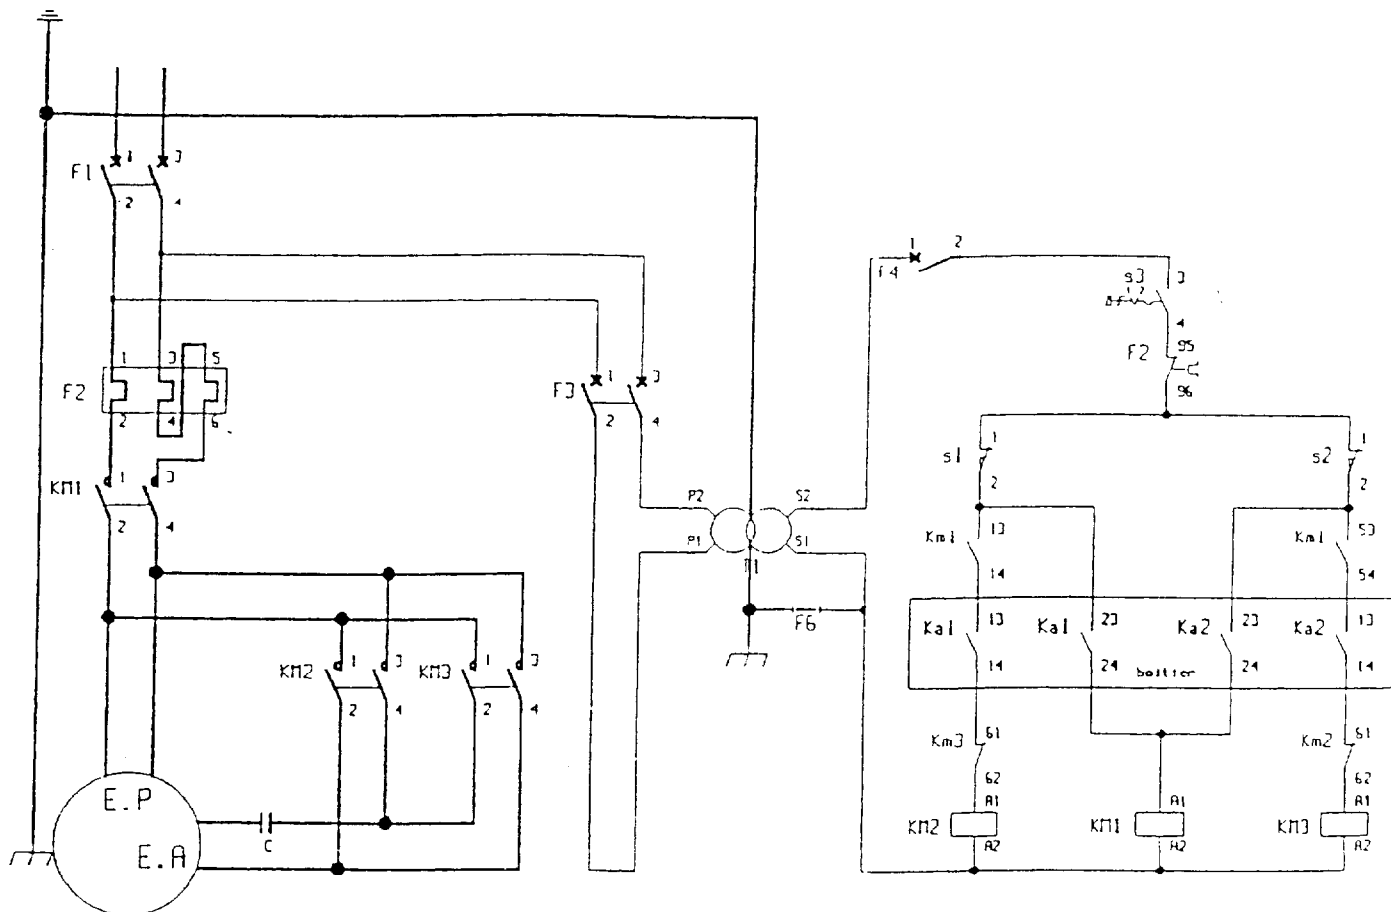 F1
1
3
2
4
F2
1
3
5
2
4
6
KM1
1
3
2
4
KM2
1
3
2
4
KM3
1
3
2
4
E.P
E.A
C
F3
1
3
2
4
P2
P1
S2
S1
F6
f4
1
2
s3
3
4
F2
95
96
s1
1
2
s2
1
2
Km1
13
14
Km1
53
54
Ka1
13
14
Ka1
23
24
Ka2
23
24
Ka2
13
14
boitier
Km3
61
62
Km2
61
62
KM2
A1
A2
KM1
A1
A2
KM3
A1
A2